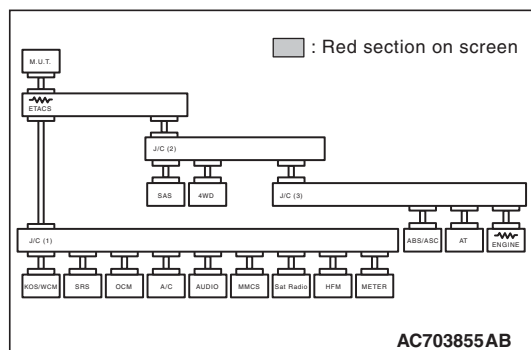 : Red section on screen
M.U.T.
ETACS
J/C (2)
SAS 4WD J/C (3)
J/C (1) ABS/ASC AT ENGINE
KOS/WCM SRS OCM A/C AUDIO MMCS Sat Radio HFM METER
AC703855AB